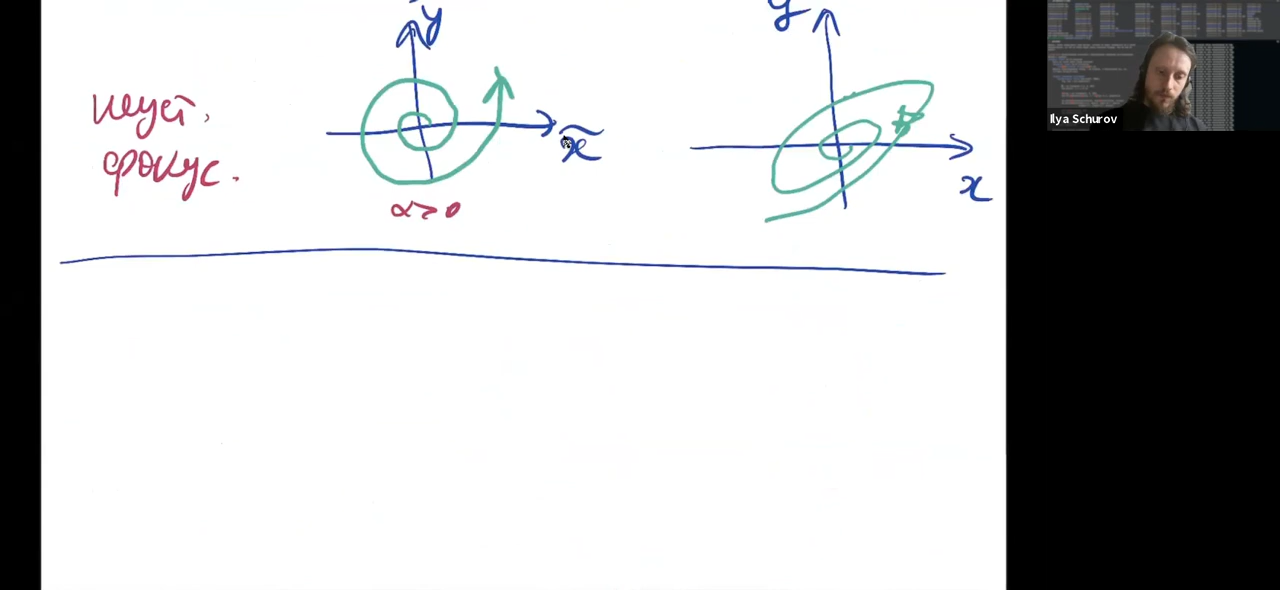 ỹ
y
неуст.
фокус.
x̃
x
α > 0
Ilya Schurov